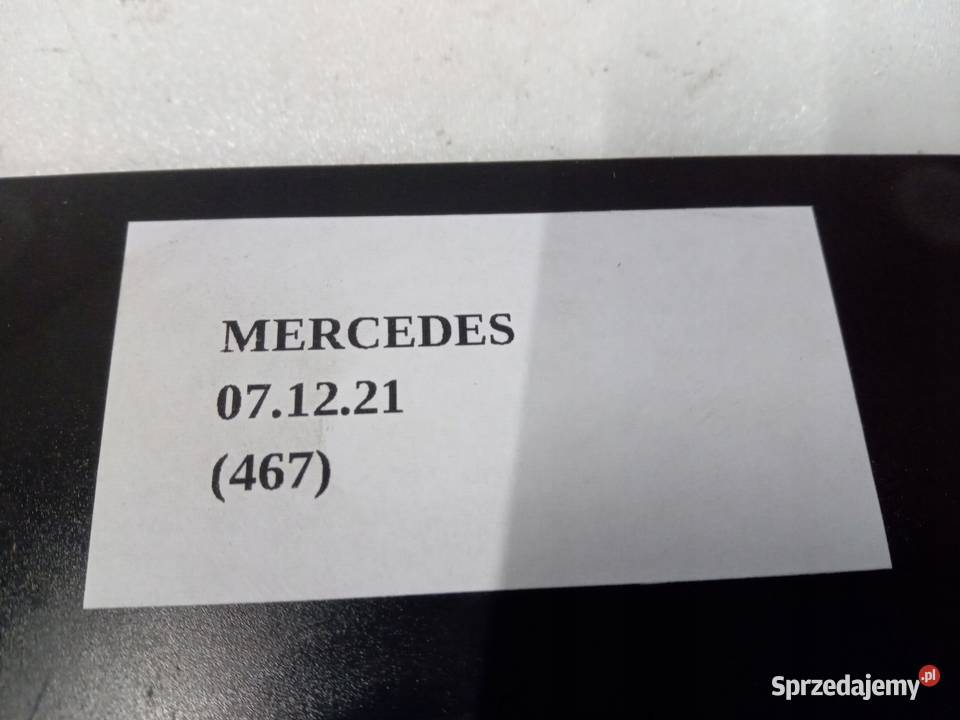 MERCEDES
07.12.21
(467)
Sprzedajemy.pl